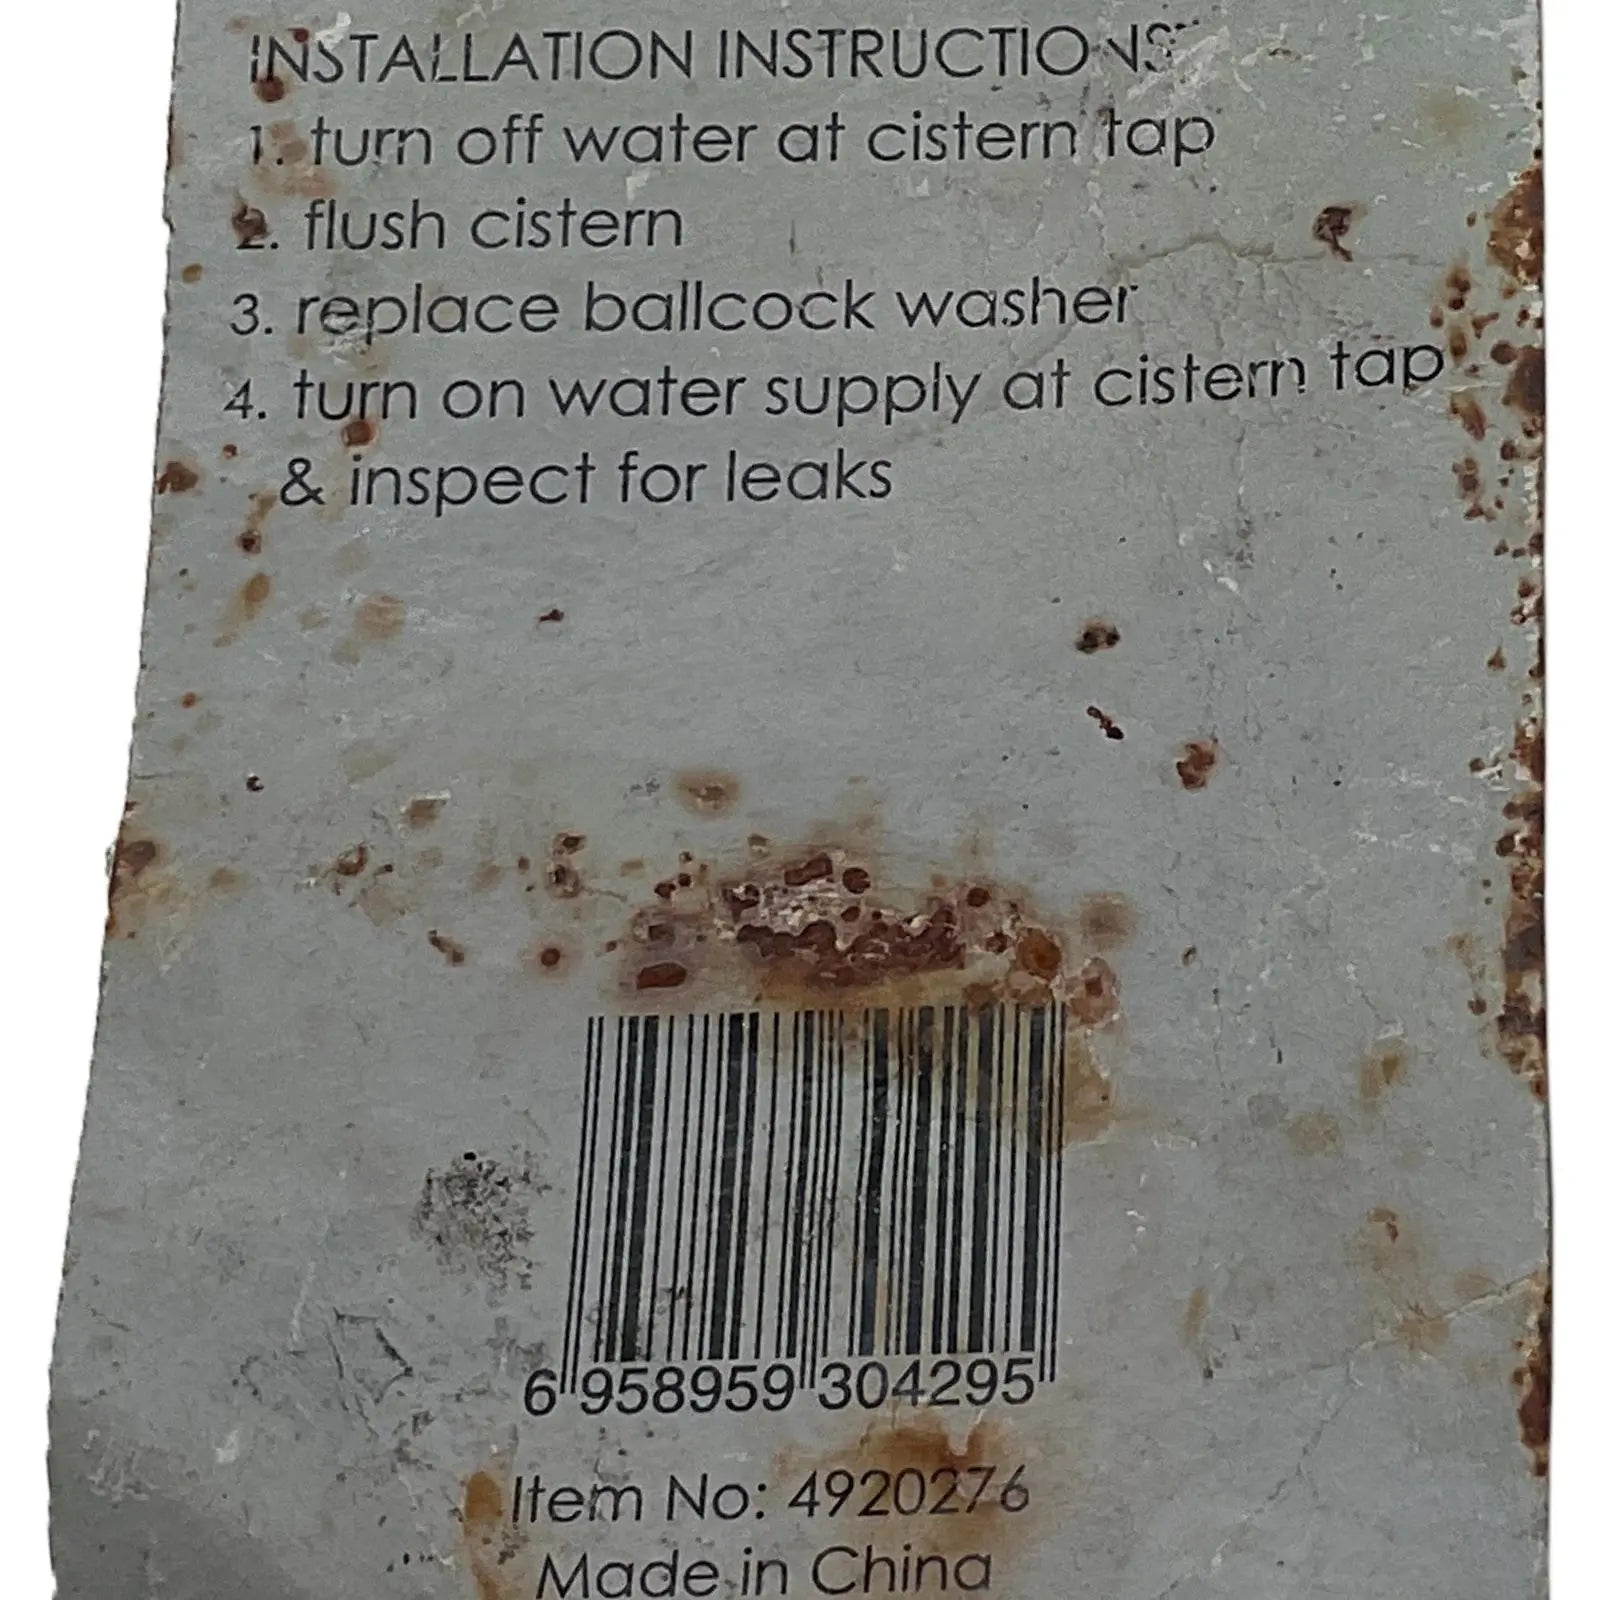 INSTALLATION INSTRUCTIONS
1. turn off water at cistern tap
2. flush cistern
3. replace ballcock washer
4. turn on water supply at cistern tap
& inspect for leaks
6 958959 304295
Item No: 4920276
Made in China